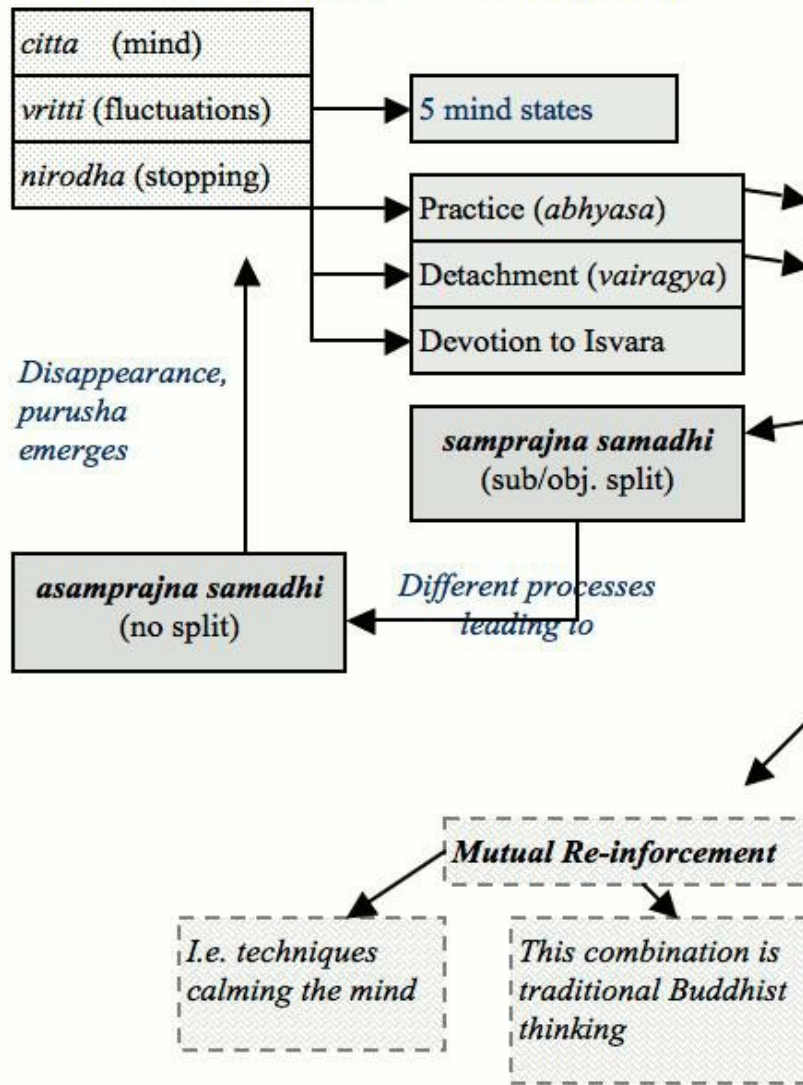 citta (mind)
vritti (fluctuations)
5 mind states
nirodha (stopping)
Practice (abhyasa)
Detachment (vairagya)
Devotion to Isvara
Disappearance,
purusha
emerges
samprajna samadhi
(sub/obj. split)
asamprajna samadhi
(no split)
Different processes
leading to
Mutual Re-inforcement
I.e. techniques
calming the mind
This combination is
traditional Buddhist
thinking